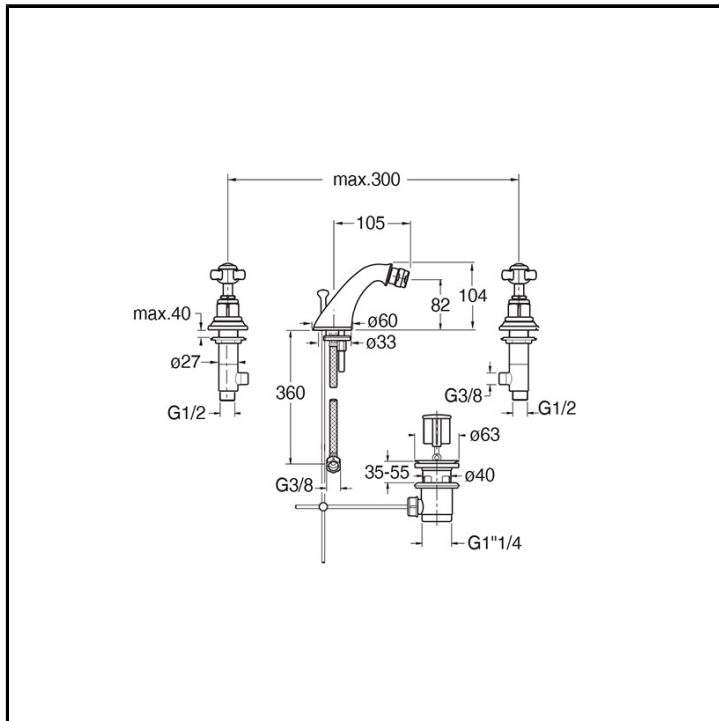 max.300
105
max.40
ø60
82
104
ø27
ø33
G1/2
360
G3/8
G1/2
ø63
35-55
ø40
G3/8
G1"1/4